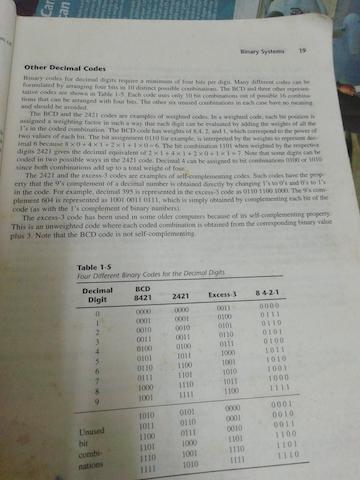 Binary Systems 19
Other Decimal Codes
Binary codes for decimal digits require a minimum of four bits per digit. Many different codes can be
formulated by arranging four bits in 10 distinct possible combinations. The BCD and three other represen-
tative codes are shown in Table 1-5. Each code uses only 10 bit combinations out of possible 16 combina-
tions that can be arranged with four bits. The other six unused combinations in each case have no meaning
and should be avoided.
The BCD and the 2421 codes are examples of weighted codes. In a weighted code, each bit position is
assigned a weighting factor in such a way that each digit can be evaluated by adding the weights of all the
1's in the coded combination. The BCD code has weights of 8, 4, 2, and 1, which correspond to the power of
two values of each bit. The bit assignment 0110 for example, is interpreted by the weights to represent dec-
imal 6 because 8 × 0 + 4 × 1 + 2 × 1 + 1 × 0 = 6. The bit combination 1101 when weighted by the respective
digits 2421 gives the decimal equivalent of 2 × 1 + 4 × 1 + 2 × 0 + 1 × 1 = 7. Note that some digits can be
coded in two possible ways in the 2421 code. Decimal 4 can be assigned to bit combinations 0100 or 1010
since both combinations add up to a total weight of four.
The 2421 and the excess-3 codes are examples of self-complementing codes. Such codes have the prop-
erty that the 9's complement of a decimal number is obtained directly by changing 1's to 0's and 0's to 1's
in the code. For example, decimal 395 is represented in the excess-3 code as 0110 1100 1000. The 9's com-
plement 604 is represented as 1001 0011 0111, which is simply obtained by complementing each bit of the
code (as with the 1's complement of binary numbers).
The excess-3 code has been used in some older computers because of its self-complementing property.
This is an unweighted code where each coded combination is obtained from the corresponding binary value
plus 3. Note that the BCD code is not self-complementing.
Table 1-5
Four Different Binary Codes for the Decimal Digits
Decimal Digit BCD 8421 2421 Excess-3 8 4-2-1
0 0000 0000 0011 0000
1 0001 0001 0100 0111
2 0010 0010 0101 0110
3 0011 0011 0110 0101
4 0100 0100 0111 0100
5 0101 1011 1000 1011
6 0110 1100 1001 1010
7 0111 1101 1010 1001
8 1000 1110 1011 1000
9 1001 1111 1100 1111
1010 0101 0000 0001
Unused 1011 0110 0001 0010
bit 1100 0111 0010 0011
combi- 1101 1000 1101 1100
nations 1110 1001 1110 1101
1111 1010 1111 1110